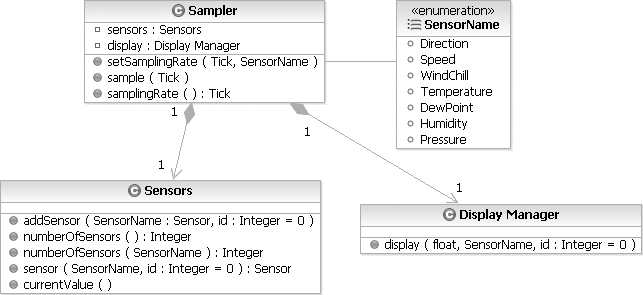 Sampler
sensors : Sensors
display : Display Manager
setSamplingRate ( Tick, SensorName )
sample ( Tick )
samplingRate ( ) : Tick
«enumeration»
SensorName
Direction
Speed
WindChill
Temperature
DewPoint
Humidity
Pressure
1
1
1
1
Sensors
addSensor ( SensorName : Sensor, id : Integer = 0 )
numberOfSensors ( ) : Integer
numberOfSensors ( SensorName ) : Integer
sensor ( SensorName, id : Integer = 0 ) : Sensor
currentValue ( )
Display Manager
display ( float, SensorName, id : Integer = 0 )